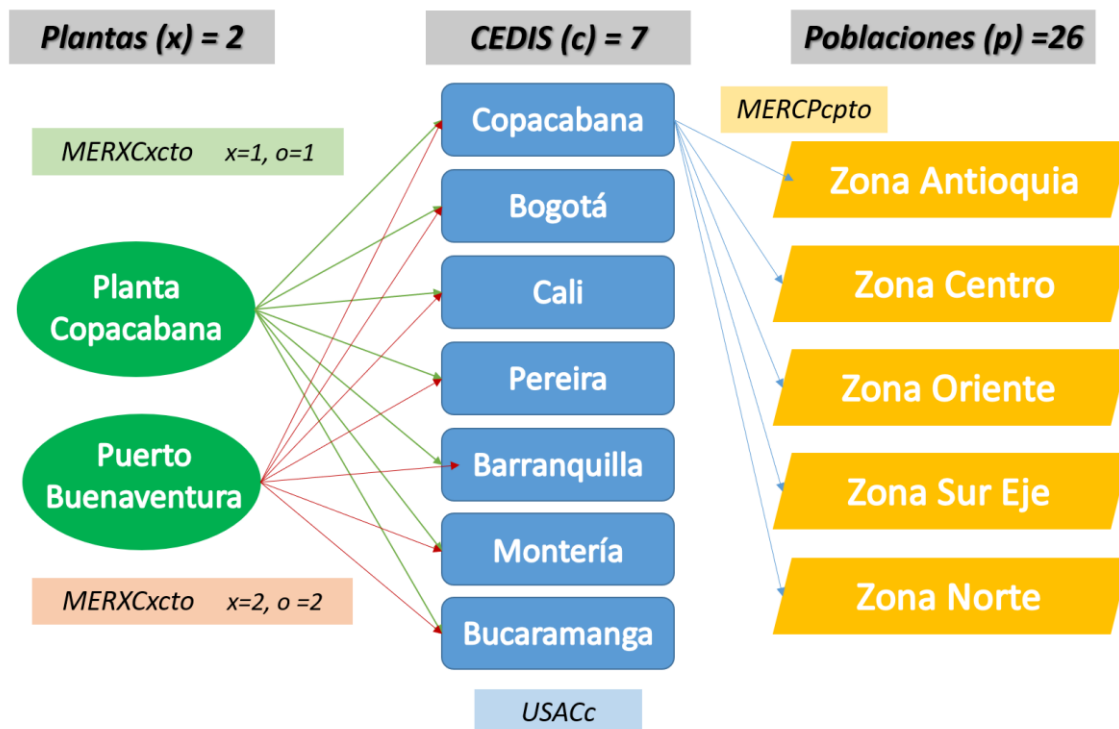 Plantas (x) = 2
CEDIS (c) = 7
Poblaciones (p) =26
MERXCxcto x=1, o=1
Planta
Copacabana
Puerto
Buenaventura
MERXCxcto x=2, o =2
Copacabana
Bogotá
Cali
Pereira
Barranquilla
Montería
Bucaramanga
USACc
MERCPcpto
Zona Antioquia
Zona Centro
Zona Oriente
Zona Sur Eje
Zona Norte